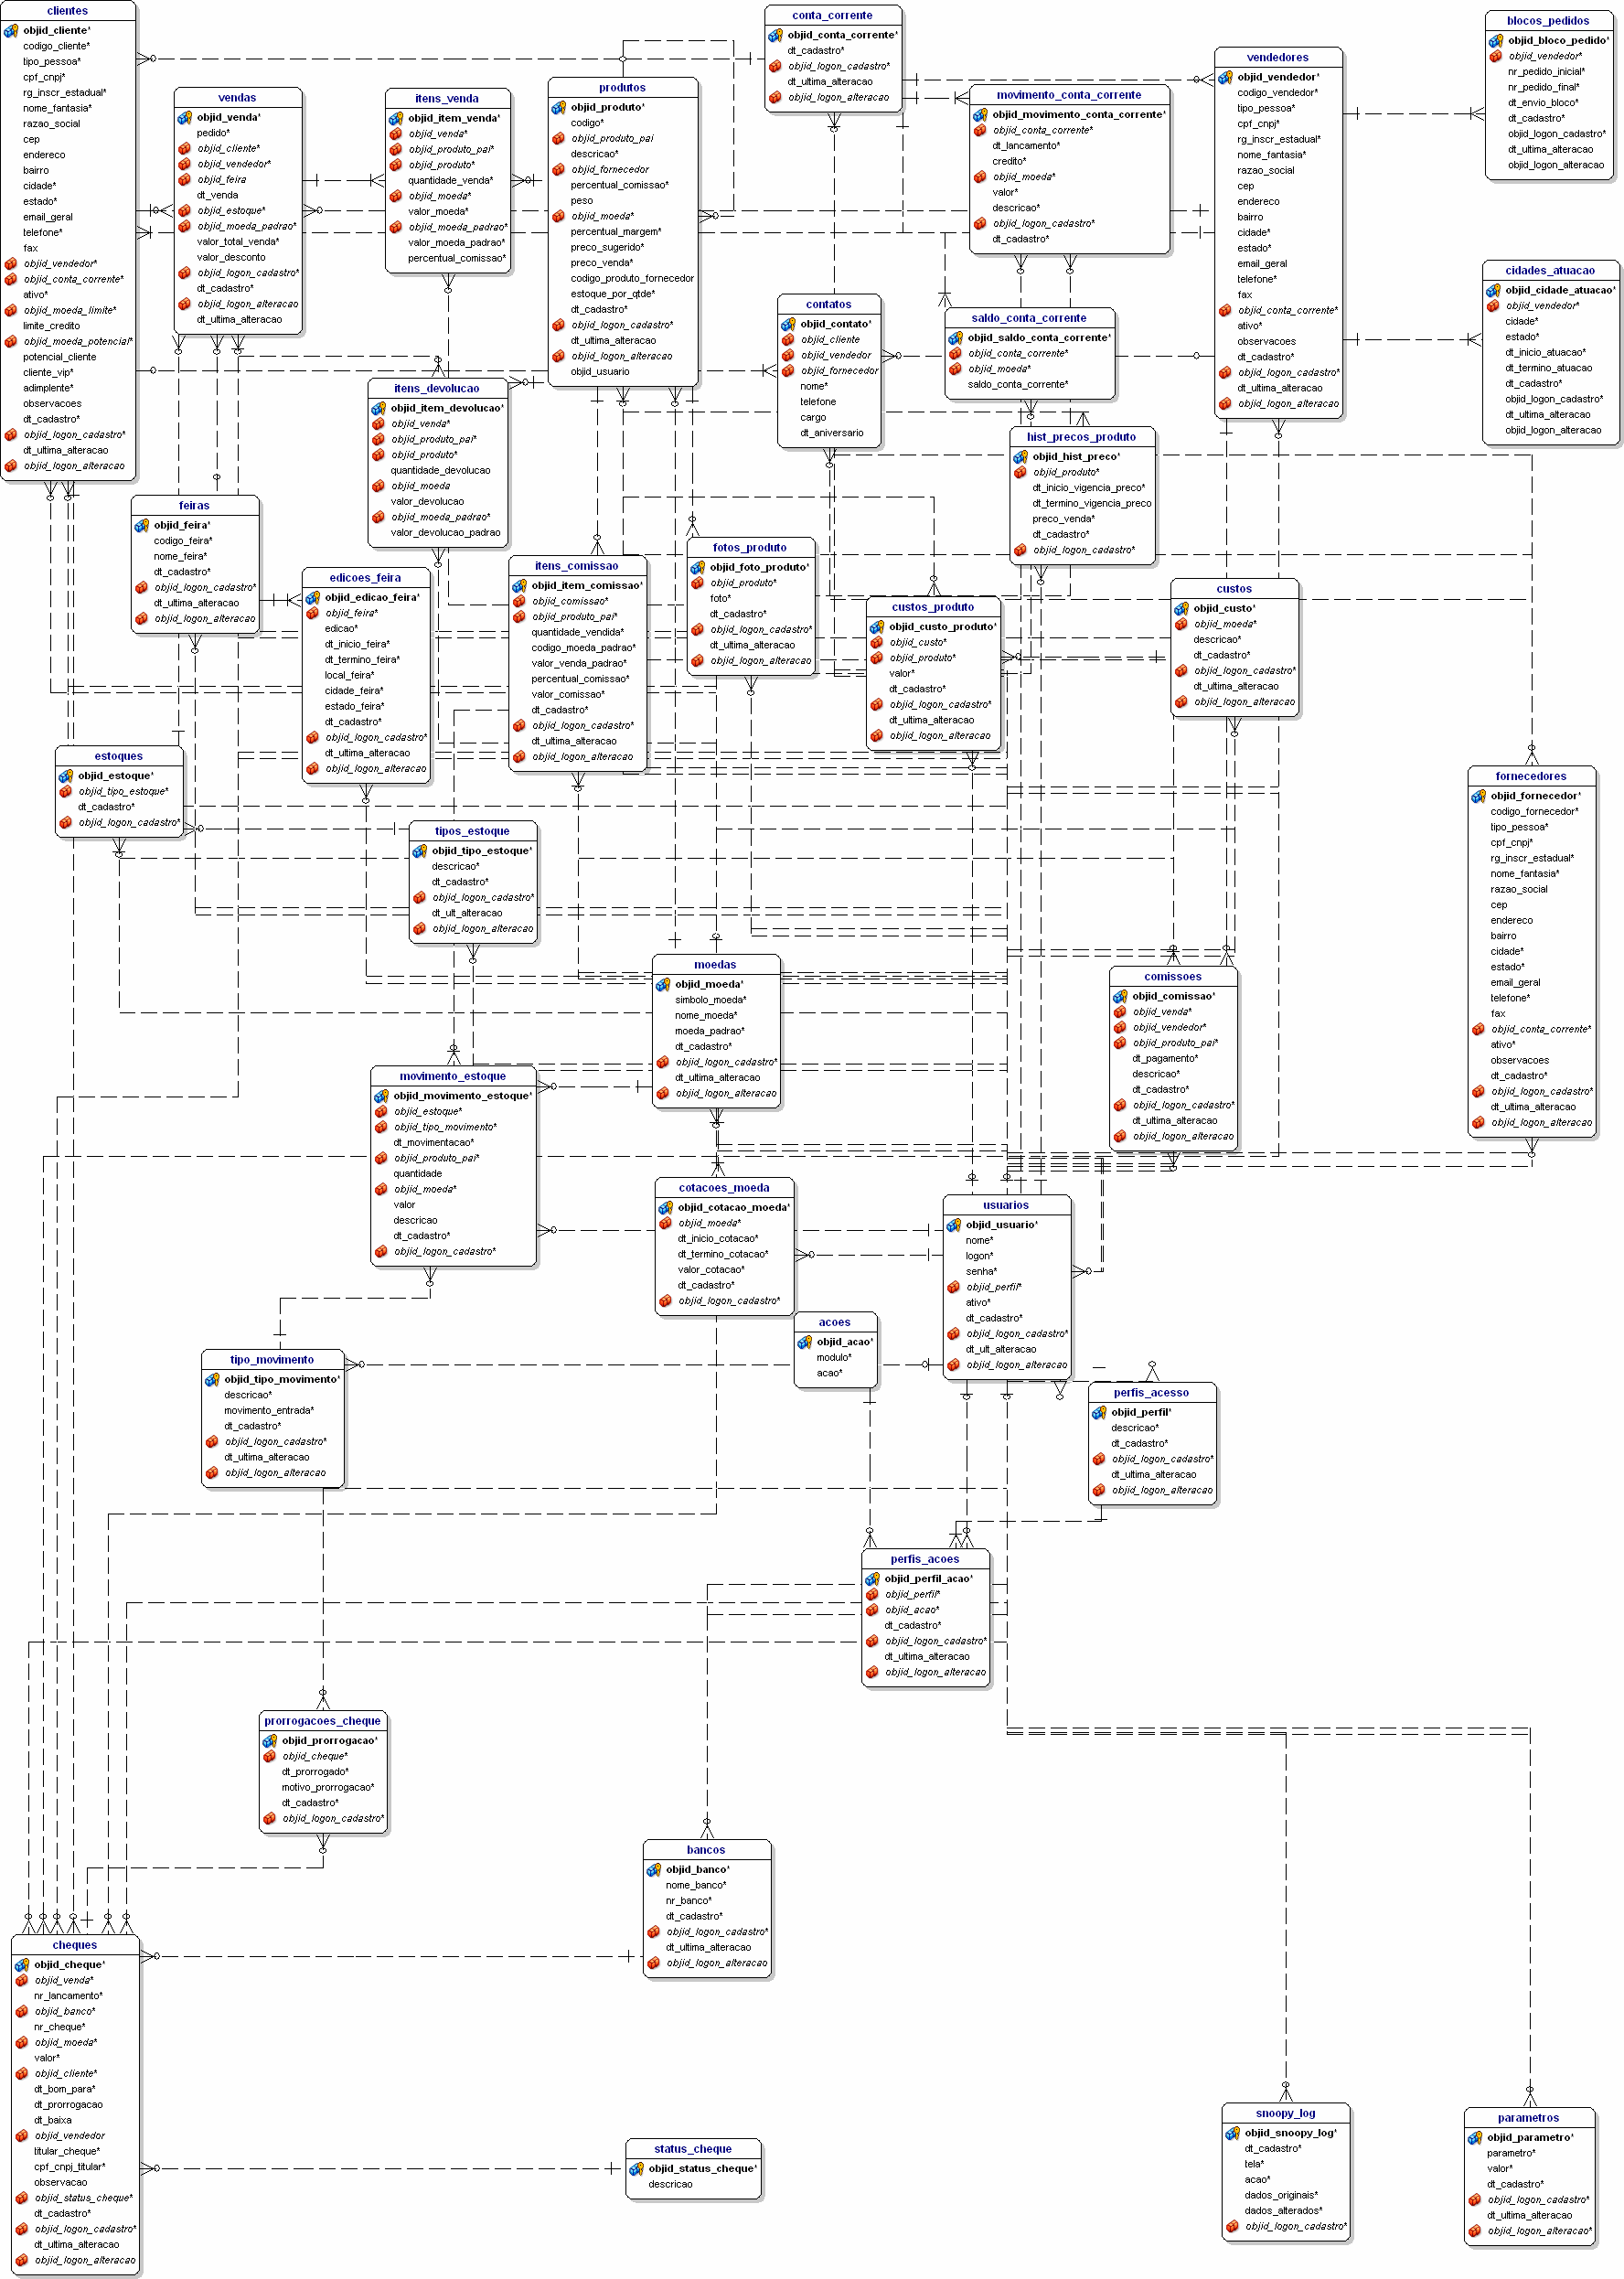 clientes
objid_cliente*
codigo_cliente*
tipo_pessoa*
cpf_cnpj*
rg_inscr_estadual*
nome_fantasia*
razao_social
cep
endereco
bairro
cidade*
estado*
email_geral
telefone*
fax
objid_vendedor*
objid_conta_corrente*
ativo*
objid_moeda_limite*
limite_credito
objid_moeda_potencial*
potencial_cliente
cliente_vip*
adimplente*
observacoes
dt_cadastro*
objid_logon_cadastro*
dt_ultima_alteracao
objid_logon_alteracao
vendas
objid_venda*
pedido*
objid_cliente*
objid_vendedor*
objid_feira
dt_venda
objid_estoque*
objid_moeda_padrao*
valor_total_venda*
valor_desconto
objid_logon_cadastro*
dt_cadastro*
objid_logon_alteracao
dt_ultima_alteracao
itens_venda
objid_item_venda*
objid_venda*
objid_produto_pai*
objid_produto*
quantidade_venda*
objid_moeda*
valor_moeda*
objid_moeda_padrao*
valor_moeda_padrao*
percentual_comissao*
produtos
objid_produto*
codigo*
objid_produto_pai
descricao*
objid_fornecedor
percentual_comissao*
peso
objid_moeda*
percentual_margem*
preco_sugerido*
preco_venda*
codigo_produto_fornecedor
estoque_por_qtde*
dt_cadastro*
objid_logon_cadastro*
dt_ultima_alteracao
objid_logon_alteracao
objid_usuario
conta_corrente
objid_conta_corrente*
dt_cadastro*
objid_logon_cadastro*
dt_ultima_alteracao
objid_logon_alteracao
movimento_conta_corrente
objid_movimento_conta_corrente*
objid_conta_corrente*
dt_lancamento*
credito*
objid_moeda*
valor*
descricao*
objid_logon_cadastro*
dt_cadastro*
vendedores
objid_vendedor*
codigo_vendedor*
tipo_pessoa*
cpf_cnpj*
rg_inscr_estadual*
nome_fantasia*
razao_social
cep
endereco
bairro
cidade*
estado*
email_geral
telefone*
fax
objid_conta_corrente*
ativo*
observacoes
dt_cadastro*
objid_logon_cadastro*
dt_ultima_alteracao
objid_logon_alteracao
blocos_pedidos
objid_bloco_pedido*
objid_vendedor*
nr_pedido_inicial*
nr_pedido_final*
dt_envio_bloco*
dt_cadastro*
objid_logon_cadastro*
dt_ultima_alteracao
objid_logon_alteracao
cidades_atuacao
objid_cidade_atuacao*
objid_vendedor*
cidade*
estado*
dt_inicio_atuacao*
dt_termino_atuacao
dt_cadastro*
objid_logon_cadastro*
dt_ultima_alteracao
objid_logon_alteracao
contatos
objid_contato*
objid_cliente
objid_vendedor
objid_fornecedor
nome*
telefone
cargo
dt_aniversario
saldo_conta_corrente
objid_saldo_conta_corrente*
objid_conta_corrente*
objid_moeda*
saldo_conta_corrente*
itens_devolucao
objid_item_devolucao*
objid_venda*
objid_produto_pai*
objid_produto*
quantidade_devolucao
objid_moeda
valor_devolucao
objid_moeda_padrao*
valor_devolucao_padrao
hist_precos_produto
objid_hist_preco*
objid_produto*
dt_inicio_vigencia_preco*
dt_termino_vigencia_preco
preco_venda*
dt_cadastro*
objid_logon_cadastro*
feiras
objid_feira*
codigo_feira*
nome_feira*
dt_cadastro*
objid_logon_cadastro*
dt_ultima_alteracao
objid_logon_alteracao
edicoes_feira
objid_edicao_feira*
objid_feira*
edicao*
dt_inicio_feira*
dt_termino_feira*
local_feira*
cidade_feira*
estado_feira*
dt_cadastro*
objid_logon_cadastro*
dt_ultima_alteracao
objid_logon_alteracao
itens_comissao
objid_item_comissao*
objid_comissao*
objid_produto_pai*
quantidade_vendida*
codigo_moeda_padrao*
valor_venda_padrao*
percentual_comissao*
valor_comissao*
dt_cadastro*
objid_logon_cadastro*
dt_ultima_alteracao
objid_logon_alteracao
fotos_produto
objid_foto_produto*
objid_produto*
foto*
dt_cadastro*
objid_logon_cadastro*
dt_ultima_alteracao
objid_logon_alteracao
custos_produto
objid_custo_produto*
objid_custo*
objid_produto*
valor*
dt_cadastro*
objid_logon_cadastro*
dt_ultima_alteracao
objid_logon_alteracao
custos
objid_custo*
objid_moeda*
descricao*
dt_cadastro*
objid_logon_cadastro*
dt_ultima_alteracao
objid_logon_alteracao
estoques
objid_estoque*
objid_tipo_estoque*
dt_cadastro*
objid_logon_cadastro*
tipos_estoque
objid_tipo_estoque*
descricao*
dt_cadastro*
objid_logon_cadastro*
dt_ult_alteracao
objid_logon_alteracao
fornecedores
objid_fornecedor*
codigo_fornecedor*
tipo_pessoa*
cpf_cnpj*
rg_inscr_estadual*
nome_fantasia*
razao_social
cep
endereco
bairro
cidade*
estado*
email_geral
telefone*
fax
objid_conta_corrente*
ativo*
observacoes
dt_cadastro*
objid_logon_cadastro*
dt_ultima_alteracao
objid_logon_alteracao
moedas
objid_moeda*
simbolo_moeda*
nome_moeda*
moeda_padrao*
dt_cadastro*
objid_logon_cadastro*
dt_ultima_alteracao
objid_logon_alteracao
comissoes
objid_comissao*
objid_venda*
objid_vendedor*
objid_produto_pai*
dt_pagamento*
descricao*
dt_cadastro*
objid_logon_cadastro*
dt_ultima_alteracao
objid_logon_alteracao
movimento_estoque
objid_movimento_estoque*
objid_estoque*
objid_tipo_movimento*
dt_movimentacao*
objid_produto_pai*
quantidade
objid_moeda*
valor
descricao
dt_cadastro*
objid_logon_cadastro*
cotacoes_moeda
objid_cotacao_moeda*
objid_moeda*
dt_inicio_cotacao*
dt_termino_cotacao*
valor_cotacao*
dt_cadastro*
objid_logon_cadastro*
usuarios
objid_usuario*
nome*
logon*
senha*
objid_perfil*
ativo*
dt_cadastro*
objid_logon_cadastro*
dt_ult_alteracao
objid_logon_alteracao
acoes
objid_acao*
modulo*
acao*
tipo_movimento
objid_tipo_movimento*
descricao*
movimento_entrada*
dt_cadastro*
objid_logon_cadastro*
dt_ultima_alteracao
objid_logon_alteracao
perfis_acesso
objid_perfil*
descricao*
dt_cadastro*
objid_logon_cadastro*
dt_ultima_alteracao
objid_logon_alteracao
perfis_acoes
objid_perfil_acao*
objid_perfil*
objid_acao*
dt_cadastro*
objid_logon_cadastro*
dt_ultima_alteracao
objid_logon_alteracao
prorrogacoes_cheque
objid_prorrogacao*
objid_cheque*
dt_prorrogado*
motivo_prorrogacao*
dt_cadastro*
objid_logon_cadastro*
bancos
objid_banco*
nome_banco*
nr_banco*
dt_cadastro*
objid_logon_cadastro*
dt_ultima_alteracao
objid_logon_alteracao
cheques
objid_cheque*
objid_venda*
nr_lancamento*
objid_banco*
nr_cheque*
objid_moeda*
valor*
objid_cliente*
dt_bom_para*
dt_prorrogacao
dt_baixa
objid_vendedor
titular_cheque*
cpf_cnpj_titular*
observacao
objid_status_cheque*
dt_cadastro*
objid_logon_cadastro*
dt_ultima_alteracao
objid_logon_alteracao
status_cheque
objid_status_cheque*
descricao
snoopy_log
objid_snoopy_log*
dt_cadastro*
tela*
acao*
dados_originais*
dados_alterados*
objid_logon_cadastro*
parametros
objid_parametro*
parametro*
valor*
dt_cadastro*
objid_logon_cadastro*
dt_ultima_alteracao
objid_logon_alteracao*